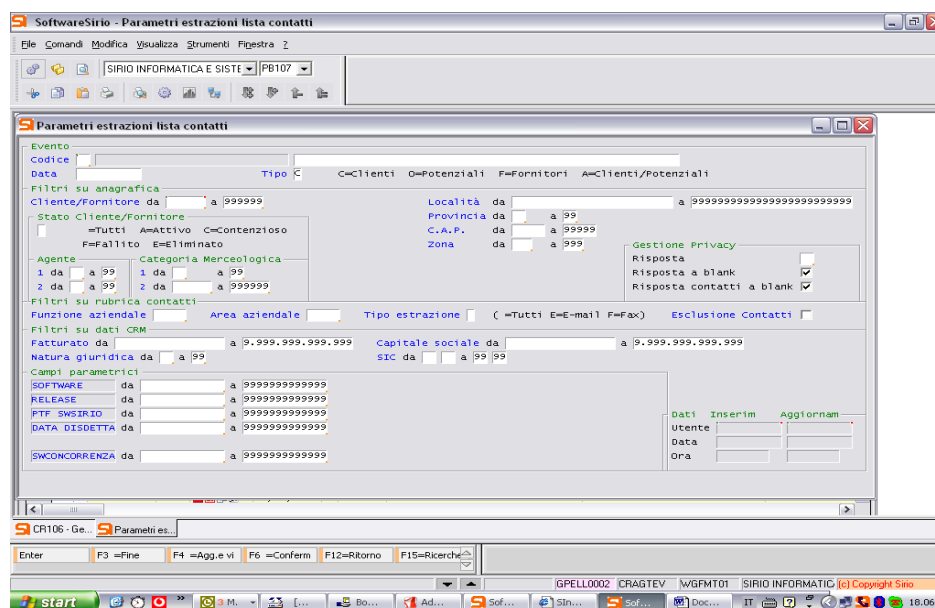 SoftwareSirio - Parametri estrazioni lista contatti
File Comandi Modifica Visualizza Strumenti Finestra ?
SIRIO INFORMATICA E SISTE PB107
Parametri estrazioni lista contatti
Evento
Codice
Data Tipo C C=Clienti O=Potenziali F=Fornitori A=Clienti/Potenziali
Filtri su anagrafica
Cliente/Fornitore da a 999999 Località da a 99999999999999999999999999
Stato Cliente/Fornitore Provincia da a 99
=Tutti A=Attivo C=Contenzioso C.A.P. da a 99999
F=Fallito E=Eliminato Zona da a 999 Gestione Privacy
Agente Categoria Merceologica Risposta
1 da a 99 1 da a 99 Risposta a blank
2 da a 99 2 da a 999999 Risposta contatti a blank
Filtri su rubrica contatti
Funzione aziendale Area aziendale Tipo estrazione ( =Tutti E=E-mail F=Fax) Esclusione Contatti
Filtri su dati CRM
Fatturato da a 9.999.999.999.999 Capitale sociale da a 9.999.999.999.999
Natura giuridica da a 99 SIC da a 99 99
Campi parametrici
SOFTWARE da a 9999999999999
RELEASE da a 9999999999999
PTF SWSIRIO da a 9999999999999 Dati Inserim Aggiornam
DATA DISDETTA da a 9999999999999 Utente
Data
SWCONCORRENZA da a 9999999999999 Ora
CR106 - Ge... Parametri es...
Enter F3 =Fine F4 =Agg.e vi F6 =Conferm F12=Ritorno F15=Ricerche
GPELL0002 CRAGTEV WGFMT01 SIRIO INFORMATIC (c) Copyright Sirio
start » 3 M. [... Bo... Ad... Sof... SIn... Sof... Doc... IT 18.06